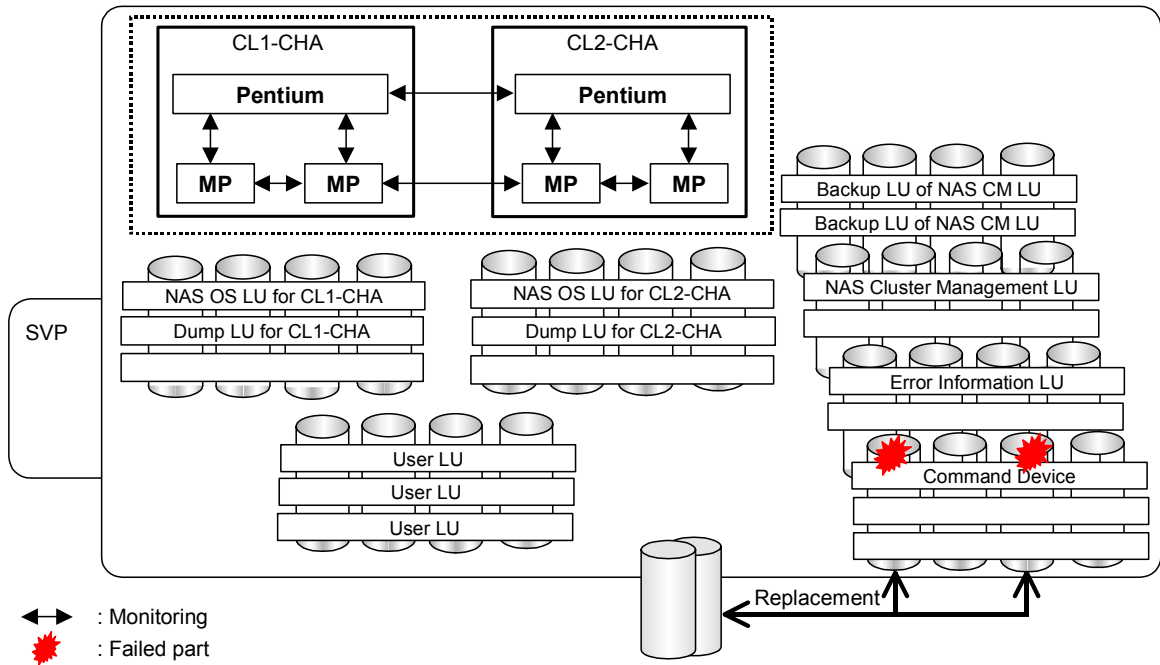 CL1-CHA
CL2-CHA
Pentium
Pentium
MP
MP
MP
MP
Backup LU of NAS CM LU
Backup LU of NAS CM LU
NAS Cluster Management LU
NAS OS LU for CL1-CHA
Dump LU for CL1-CHA
NAS OS LU for CL2-CHA
Dump LU for CL2-CHA
SVP
Error Information LU
User LU
User LU
User LU
Command Device
Replacement
: Monitoring
: Failed part